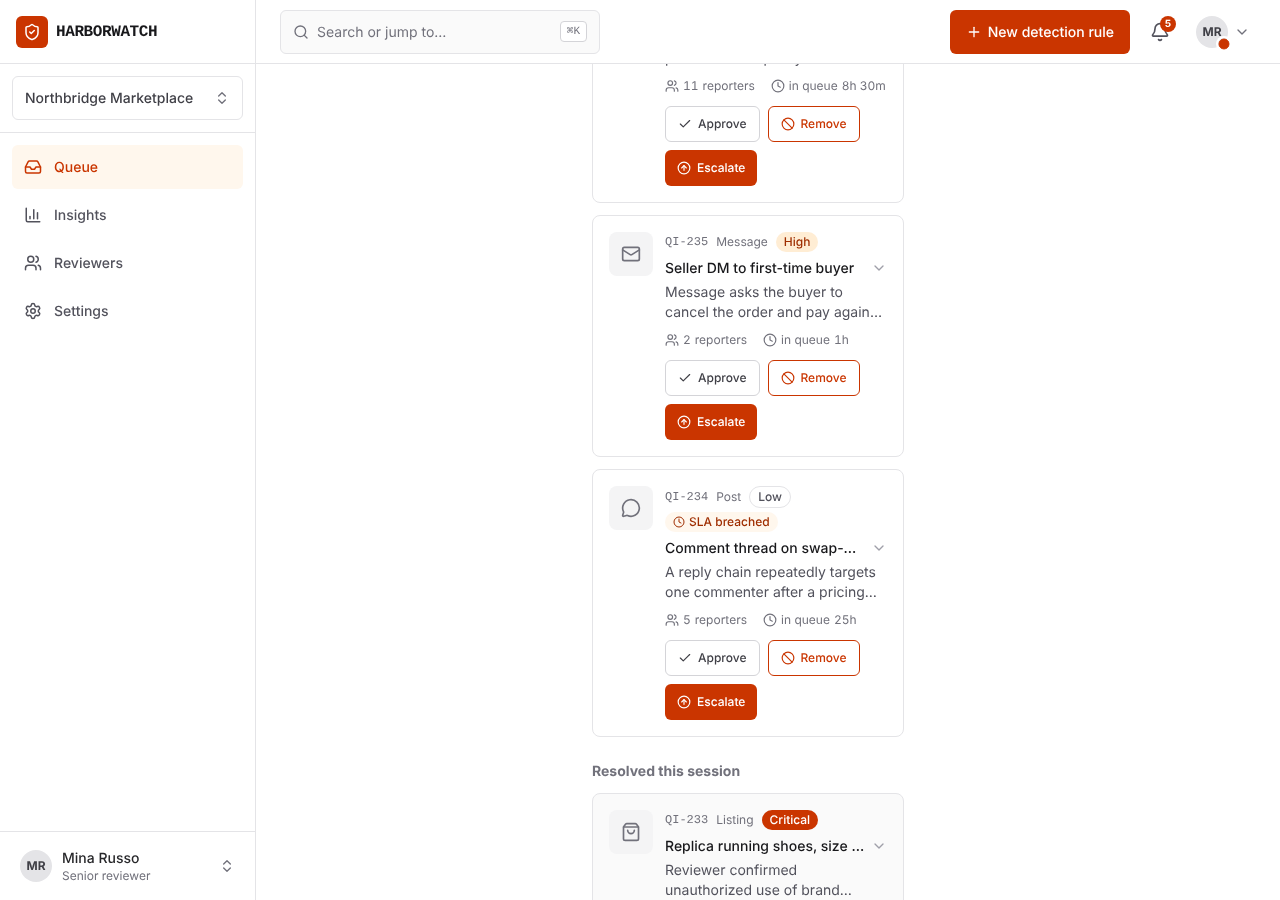 HARBORWATCH
Search or jump to...
⌘K
New detection rule
5
MR
Northbridge Marketplace
Queue
Insights
Reviewers
Settings
11 reporters in queue 8h 30m
Approve Remove
Escalate
QI-235 Message High
Seller DM to first-time buyer
Message asks the buyer to
cancel the order and pay again...
2 reporters in queue 1h
Approve Remove
Escalate
QI-234 Post Low
SLA breached
Comment thread on swap-...
A reply chain repeatedly targets
one commenter after a pricing...
5 reporters in queue 25h
Approve Remove
Escalate
Resolved this session
QI-233 Listing Critical
Replica running shoes, size ...
Reviewer confirmed
unauthorized use of brand...
MR
Mina Russo
Senior reviewer